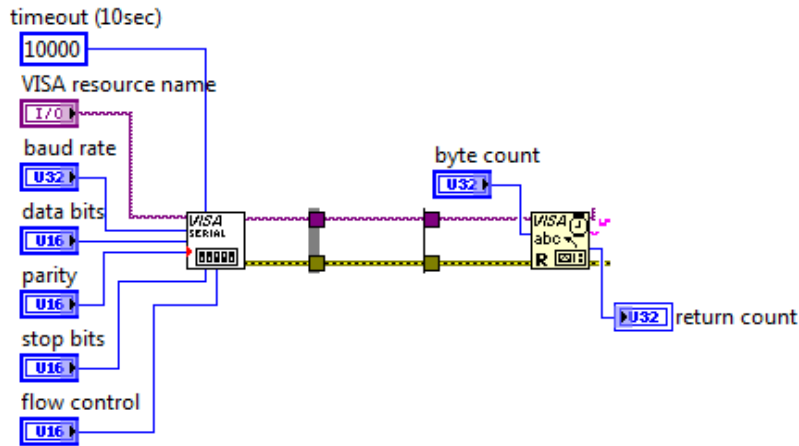 timeout (10sec)
10000
VISA resource name
I/O
baud rate
U32
data bits
U16
parity
U16
stop bits
U16
flow control
U16
VISA
SERIAL
byte count
U32
VISA
abc
R
U32
return count